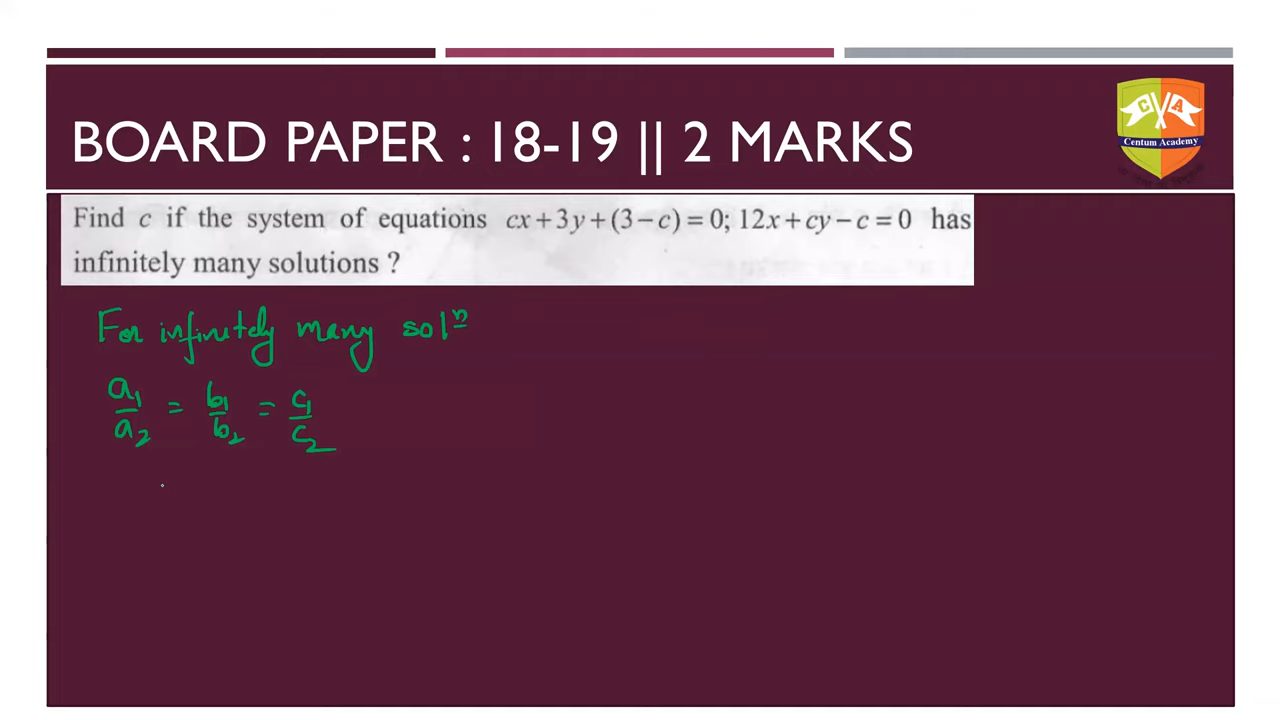 BOARD PAPER : 18-19 || 2 MARKS
C A
Centum Academy
Find c if the system of equations cx + 3y + (3 − c) = 0; 12x + cy − c = 0 has
infinitely many solutions ?
For infinitely many solⁿ
a₁/a₂ = b₁/b₂ = c₁/c₂